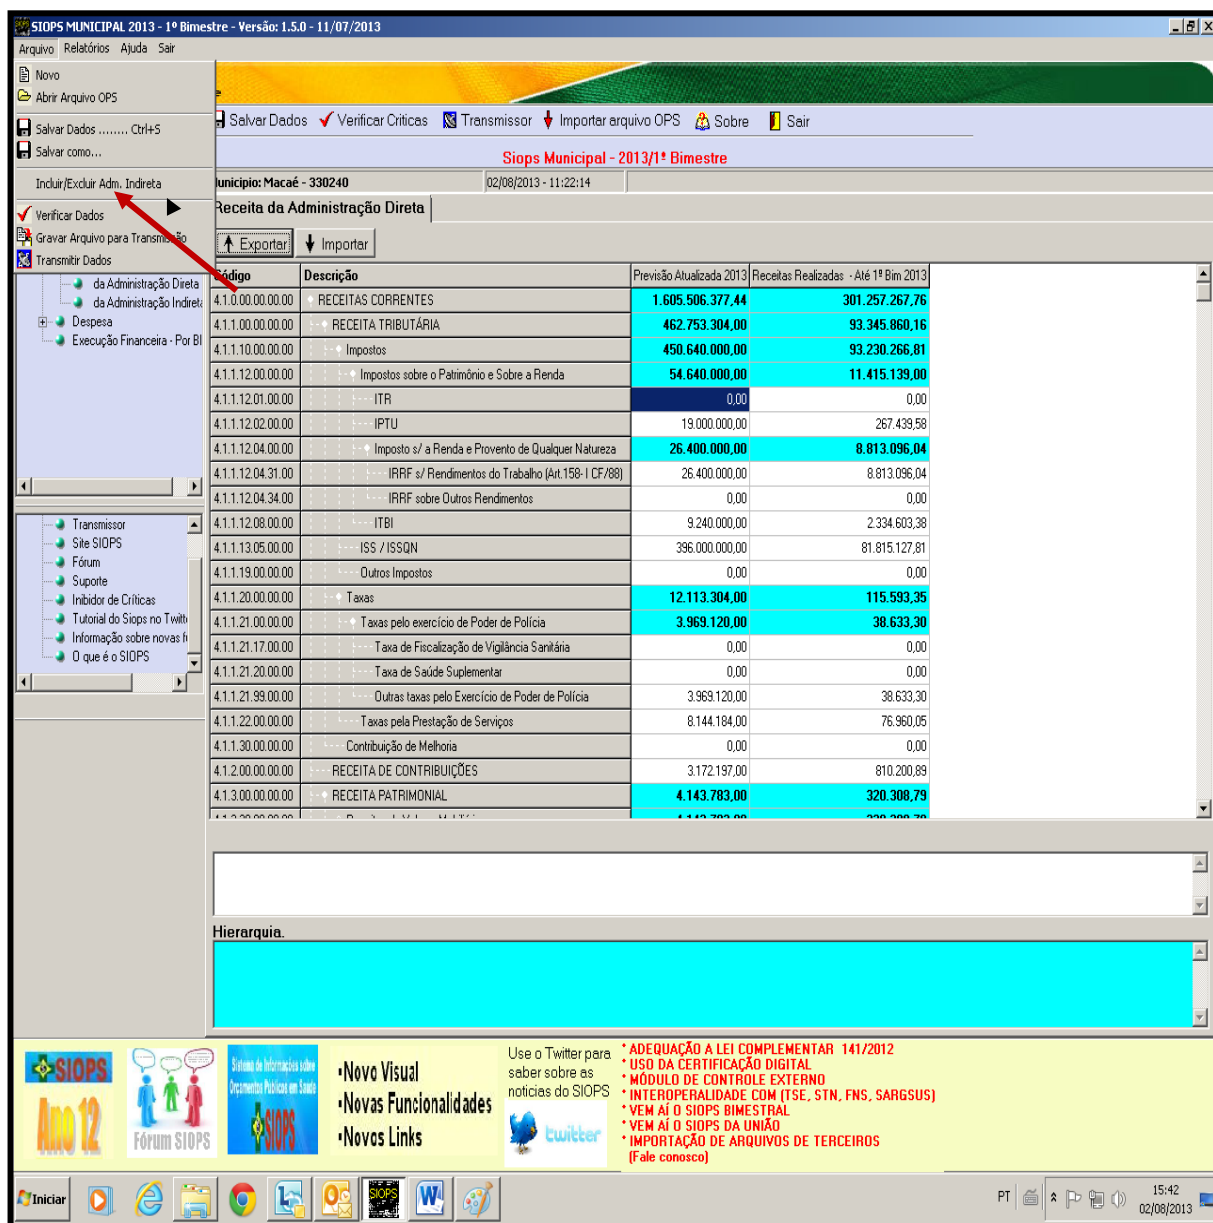 SIOPS MUNICIPAL 2013 - 1º Bimestre - Versão: 1.5.0 - 11/07/2013
Arquivo Relatórios Ajuda Sair
Novo
Abrir Arquivo OPS
Salvar Dados ........ Ctrl+S
Salvar como...
Incluir/Excluir Adm. Indireta
Verificar Dados
Gravar Arquivo para Transmissão
Transmitir Dados
Salvar Dados Verificar Criticas Transmissor Importar arquivo OPS Sobre Sair
Siops Municipal - 2013/1º Bimestre
Município: Macaé - 330240 02/08/2013 - 11:22:14
Receita da Administração Direta
Exportar Importar
da Administração Direta
da Administração Indireta
Despesa
Execução Financeira - Por Bl
Código Descrição Previsão Atualizada 2013 Receitas Realizadas - Até 1º Bim 2013
4.1.0.00.00.00.00 RECEITAS CORRENTES 1.605.506.377,44 301.257.267,76
4.1.1.00.00.00.00 RECEITA TRIBUTÁRIA 462.753.304,00 93.345.860,16
4.1.1.10.00.00.00 Impostos 450.640.000,00 93.230.266,81
4.1.1.12.00.00.00 Impostos sobre o Patrimônio e Sobre a Renda 54.640.000,00 11.415.139,00
4.1.1.12.01.00.00 ITR 0,00 0,00
4.1.1.12.02.00.00 IPTU 19.000.000,00 267.439,58
4.1.1.12.04.00.00 Imposto s/ a Renda e Provento de Qualquer Natureza 26.400.000,00 8.813.096,04
4.1.1.12.04.31.00 IRRF s/ Rendimentos do Trabalho (Art.158- I CF/88) 26.400.000,00 8.813.096,04
4.1.1.12.04.34.00 IRRF sobre Outros Rendimentos 0,00 0,00
4.1.1.12.08.00.00 ITBI 9.240.000,00 2.334.603,38
4.1.1.13.05.00.00 ISS / ISSQN 396.000.000,00 81.815.127,81
4.1.1.19.00.00.00 Outros Impostos 0,00 0,00
4.1.1.20.00.00.00 Taxas 12.113.304,00 115.593,35
4.1.1.21.00.00.00 Taxas pelo exercício de Poder de Polícia 3.969.120,00 38.633,30
4.1.1.21.17.00.00 Taxa de Fiscalização de Vigilância Sanitária 0,00 0,00
4.1.1.21.20.00.00 Taxa de Saúde Suplementar 0,00 0,00
4.1.1.21.99.00.00 Outras taxas pelo Exercício de Poder de Polícia 3.969.120,00 38.633,30
4.1.1.22.00.00.00 Taxas pela Prestação de Serviços 8.144.184,00 76.960,05
4.1.1.30.00.00.00 Contribuição de Melhoria 0,00 0,00
4.1.2.00.00.00.00 RECEITA DE CONTRIBUIÇÕES 3.172.197,00 810.200,89
4.1.3.00.00.00.00 RECEITA PATRIMONIAL 4.143.783,00 320.308,79
Transmissor
Site SIOPS
Fórum
Suporte
Inibidor de Críticas
Tutorial do Siops no Twitt
Informação sobre novas f
O que é o SIOPS
Hierarquia.
SIOPS
Ano 12
Fórum SIOPS
Sistema de Informações sobre
Orçamentos Públicos em Saúde
SIOPS
Novo Visual
Novas Funcionalidades
Novos Links
Use o Twitter para
saber sobre as
noticias do SIOPS
twitter
* ADEQUAÇÃO A LEI COMPLEMENTAR 141/2012
* USO DA CERTIFICAÇÃO DIGITAL
* MÓDULO DE CONTROLE EXTERNO
* INTEROPERALIDADE COM (TSE, STN, FNS, SARGSUS)
* VEM AÍ O SIOPS BIMESTRAL
* VEM AÍ O SIOPS DA UNIÃO
* IMPORTAÇÃO DE ARQUIVOS DE TERCEIROS
(Fale conosco)
Iniciar SIOPS PT 15:42
02/08/2013